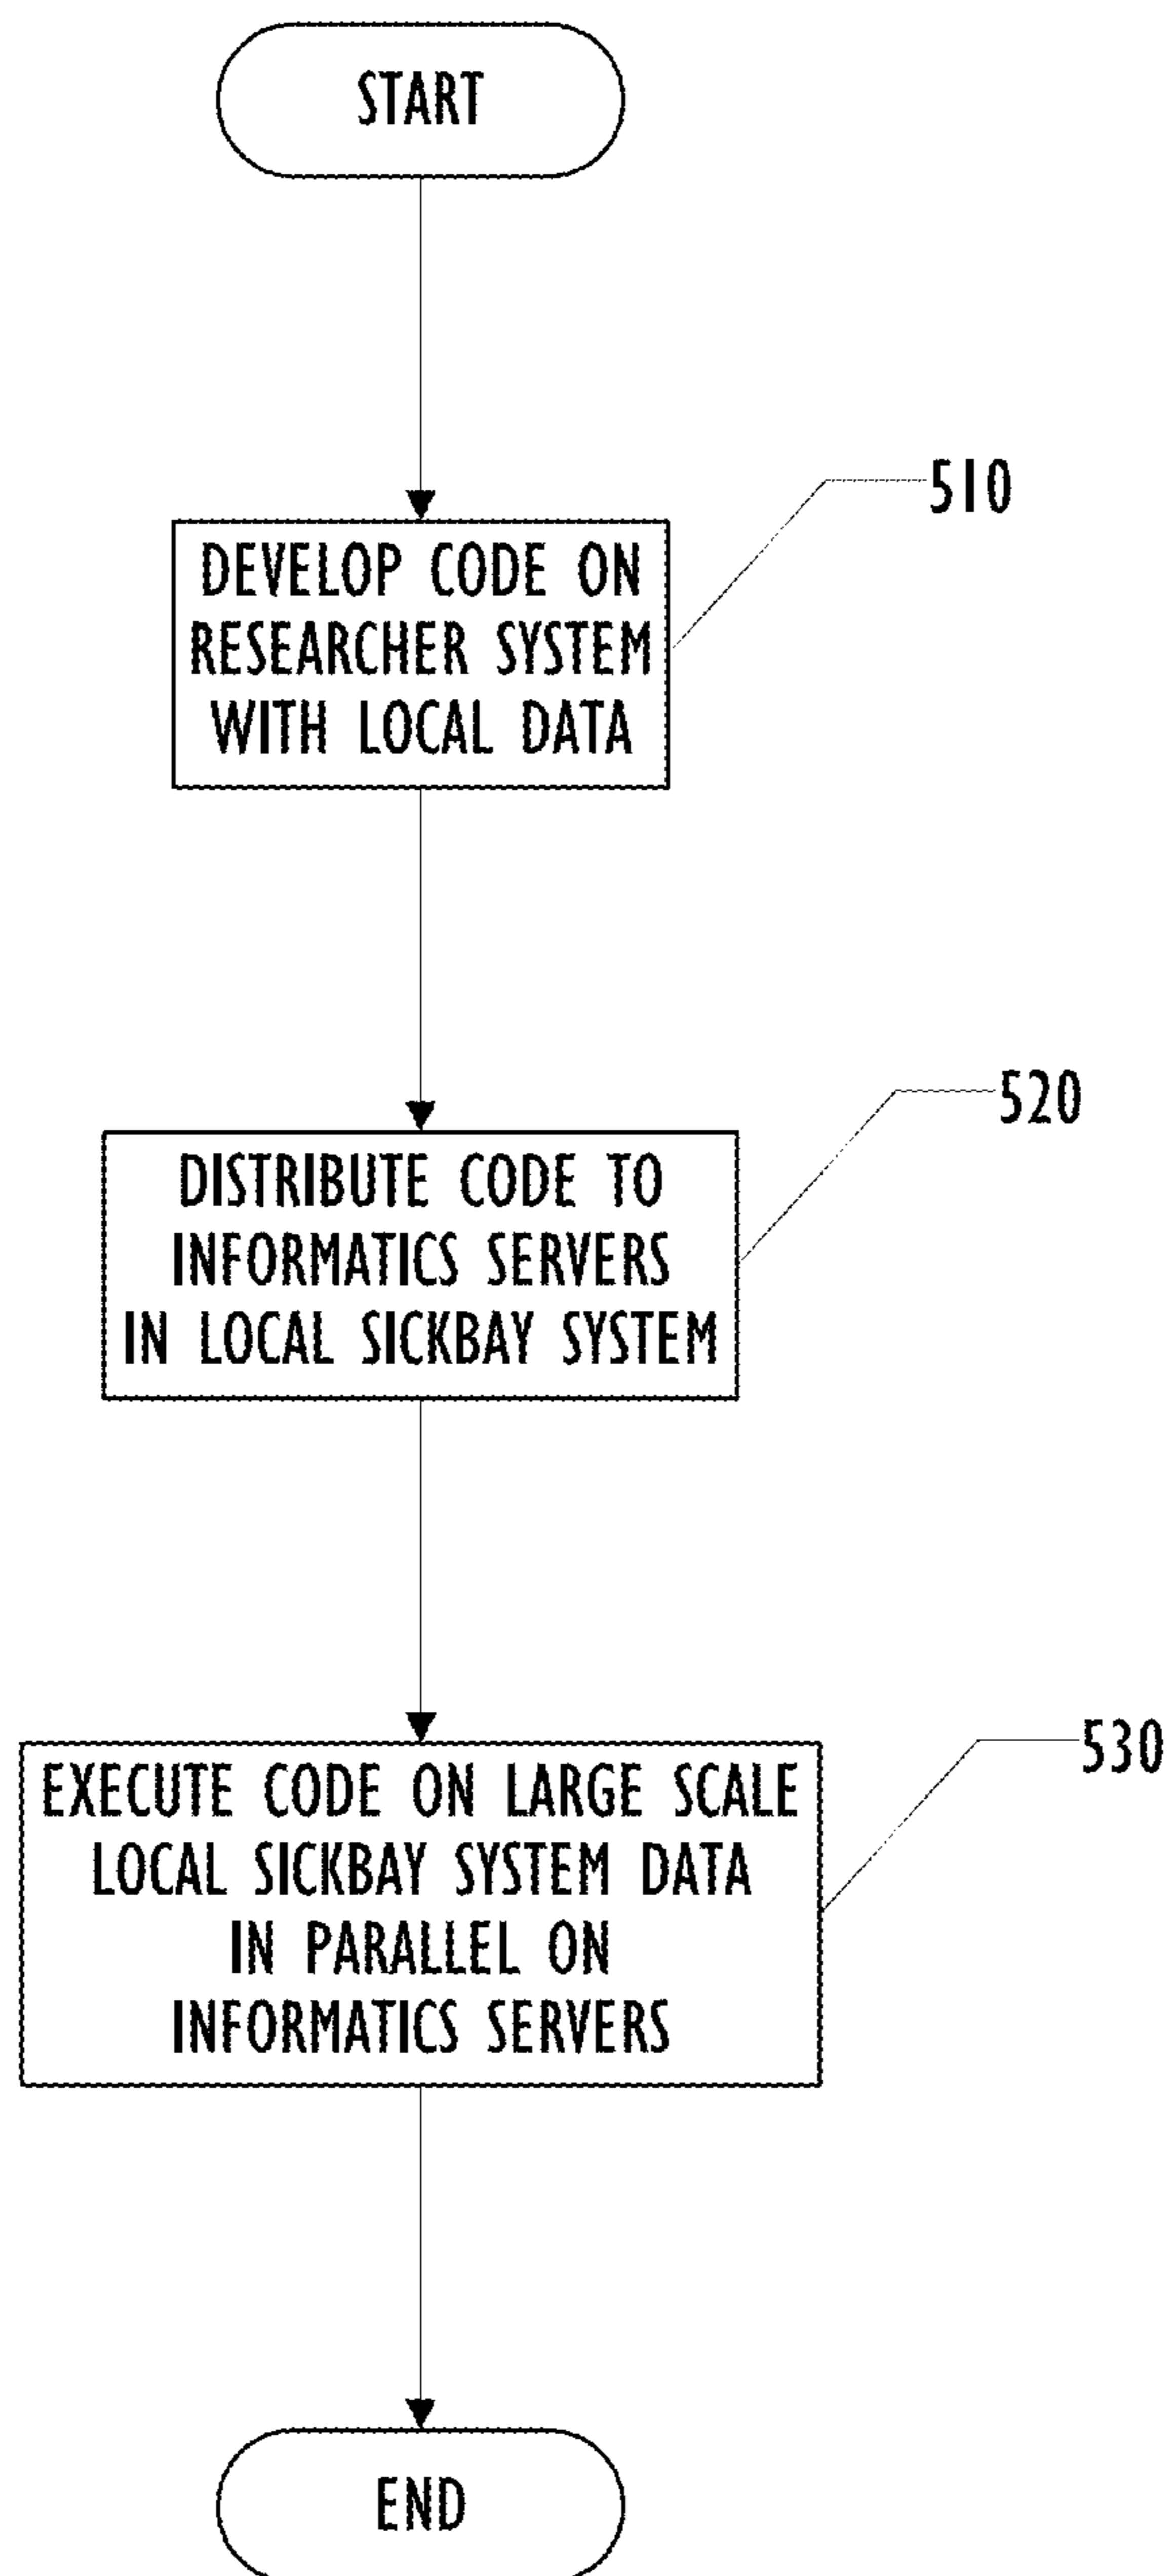 START
510
DEVELOP CODE ON
RESEARCHER SYSTEM
WITH LOCAL DATA
520
DISTRIBUTE CODE TO
INFORMATICS SERVERS
IN LOCAL SICKBAY SYSTEM
530
EXECUTE CODE ON LARGE SCALE
LOCAL SICKBAY SYSTEM DATA
IN PARALLEL ON
INFORMATICS SERVERS
END